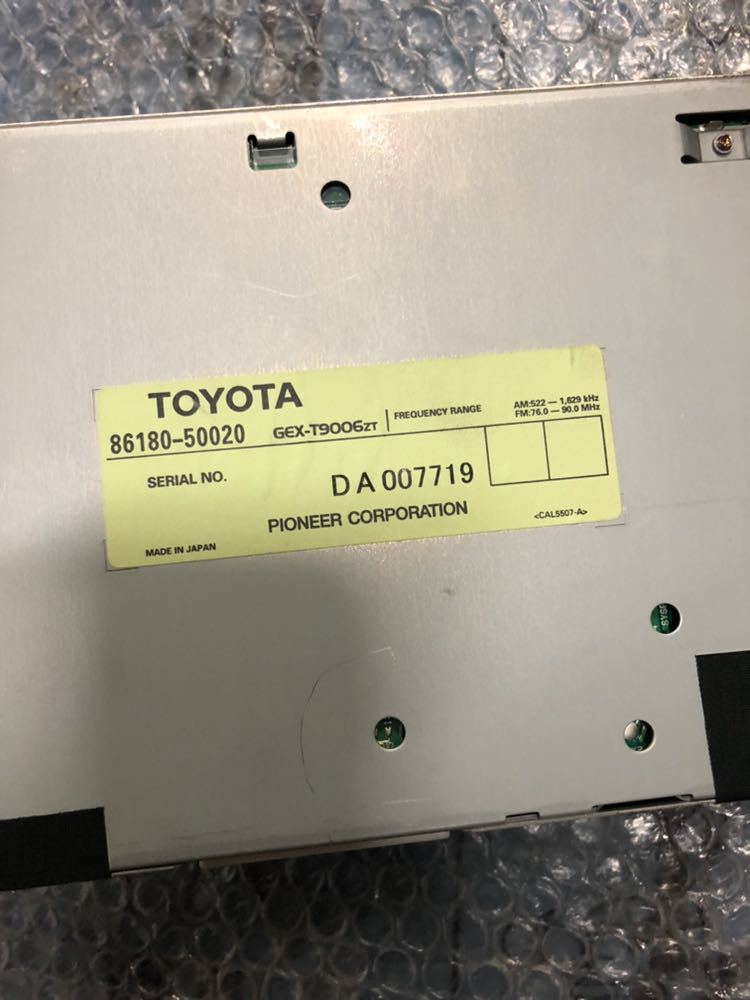 TOYOTA
86180-50020 GEX-T9006ZT FREQUENCY RANGE AM:522 — 1,629 kHz
FM:76.0 — 90.0 MHz
SERIAL NO. DA007719
PIONEER CORPORATION <CAL5507-A>
MADE IN JAPAN